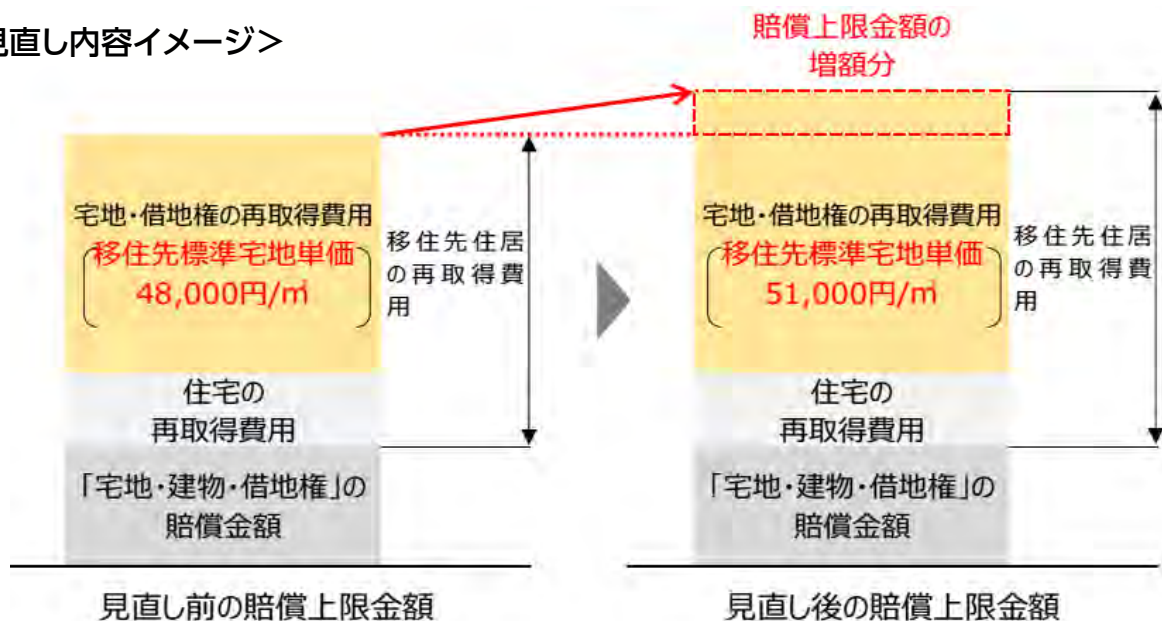 見直し内容イメージ＞
賠償上限金額の
増額分
宅地・借地権の再取得費用
移住先標準宅地単価
48,000円/㎡
移住先住居
の再取得費
用
住宅の
再取得費用
「宅地・建物・借地権」の
賠償金額
見直し前の賠償上限金額
宅地・借地権の再取得費用
移住先標準宅地単価
51,000円/㎡
移住先住居
の再取得費
用
住宅の
再取得費用
「宅地・建物・借地権」の
賠償金額
見直し後の賠償上限金額